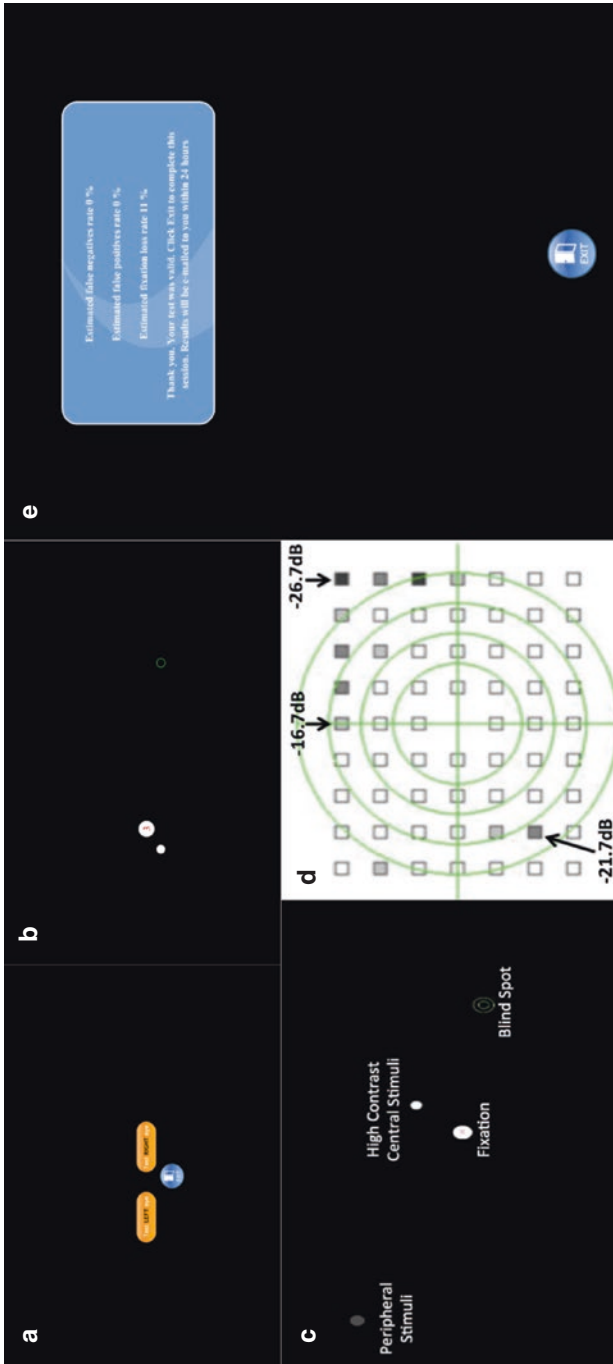 a
LEFT
RIGHT
b
3
c
Peripheral
Stimuli
High Contrast
Central Stimuli
Fixation
Blind Spot
d
-16.7dB
-26.7dB
-21.7dB
e
Estimated false negatives rate 0 %
Estimated false positives rate 0 %
Estimated fixation loss rate 11 %
Thank you. Your test was valid. Click Exit to complete this
session. Results will be e-mailed to you within 24 hours
EXIT